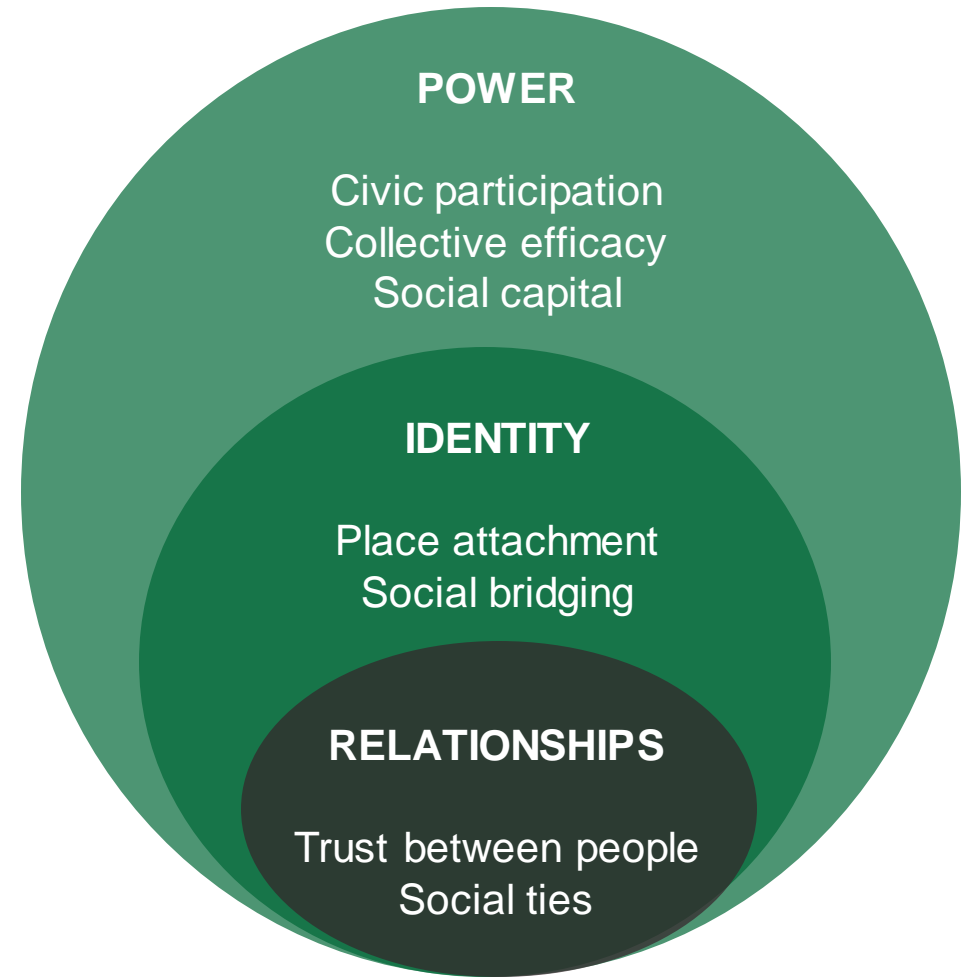 POWER
Civic participation
Collective efficacy
Social capital
IDENTITY
Place attachment
Social bridging
RELATIONSHIPS
Trust between people
Social ties